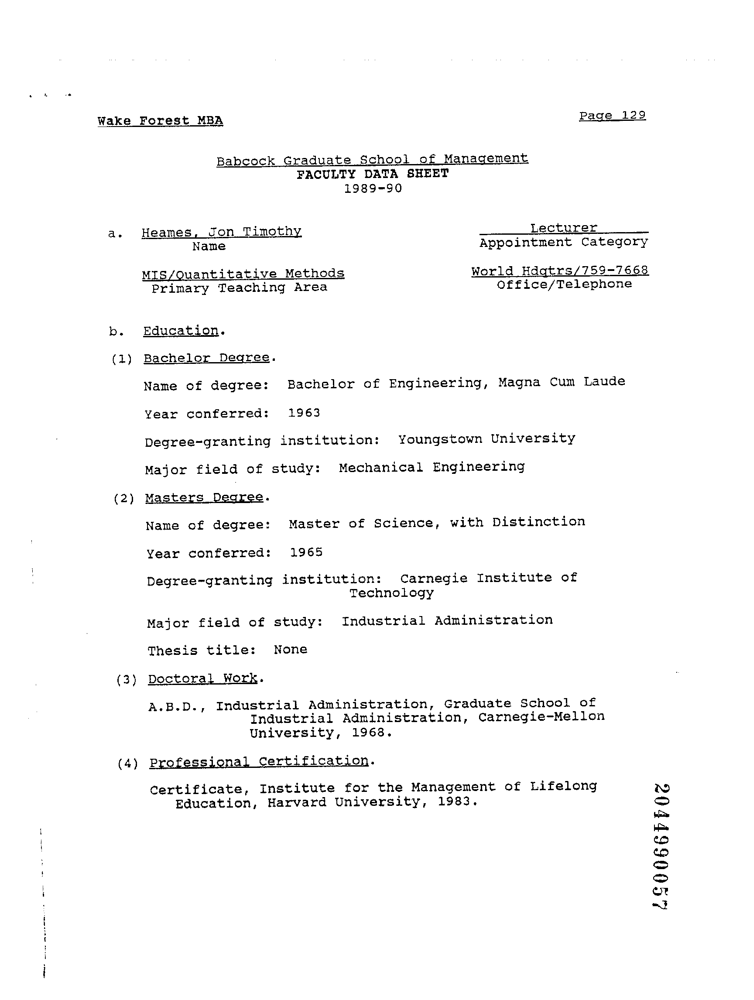 Wake Forest MBA
Page 129
Babcock Graduate School of Management
FACULTY DATA SHEET
1989-90
a. Heames, Jon Timothy
Lecturer
Name
Appointment Category
MIS/Quantitative Methods
World Hdqtrs/759-7668
Primary Teaching Area
Office/Telephone
b. Education.
(1) Bachelor Degree.
Name of degree: Bachelor of Engineering, Magna Cum Laude
Year conferred: 1963
Degree-granting institution: Youngstown University
Major field of study: Mechanical Engineering
(2) Masters Degree.
Name of degree: Master of Science, with Distinction
Year conferred: 1965
Degree-granting institution: Carnegie Institute of
Technology
Major field of study: Industrial Administration
Thesis title: None
(3) Doctoral Work.
A.B.D., Industrial Administration, Graduate School of
Industrial Administration, Carnegie-Mellon
University, 1968.
(4) Professional Certification.
Certificate, Institute for the Management of Lifelong
Education, Harvard University, 1983.
2044990057